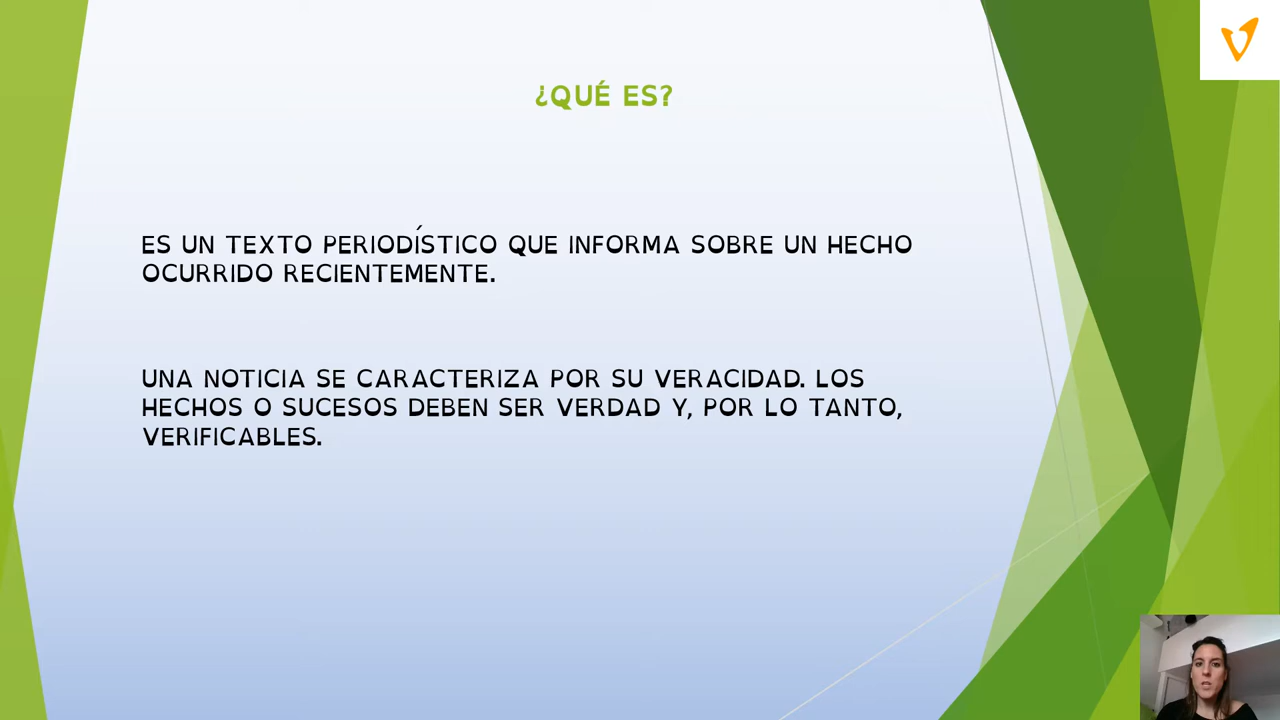 ¿QUÉ ES?
ES UN TEXTO PERIODÍSTICO QUE INFORMA SOBRE UN HECHO
OCURRIDO RECIENTEMENTE.
UNA NOTICIA SE CARACTERIZA POR SU VERACIDAD. LOS
HECHOS O SUCESOS DEBEN SER VERDAD Y, POR LO TANTO,
VERIFICABLES.